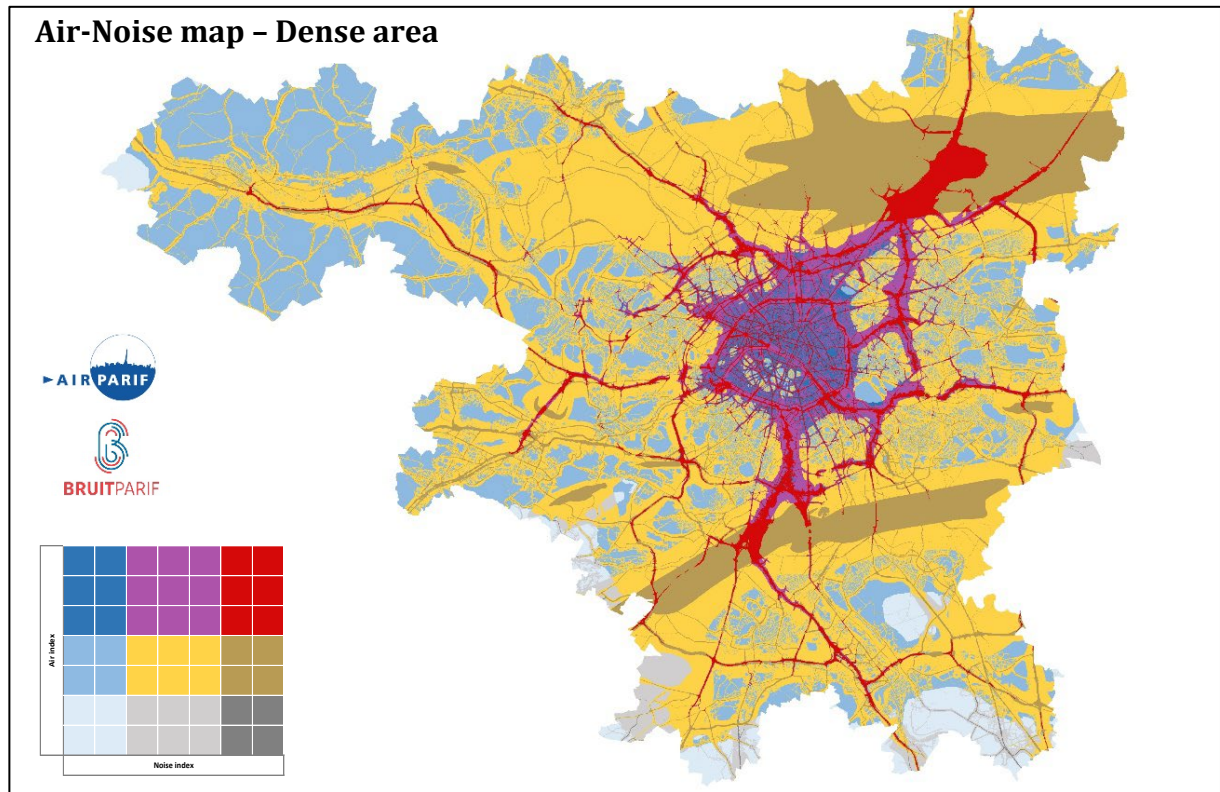 Air-Noise map – Dense area
AIRPARIF
BRUITPARIF
Air index
Noise index